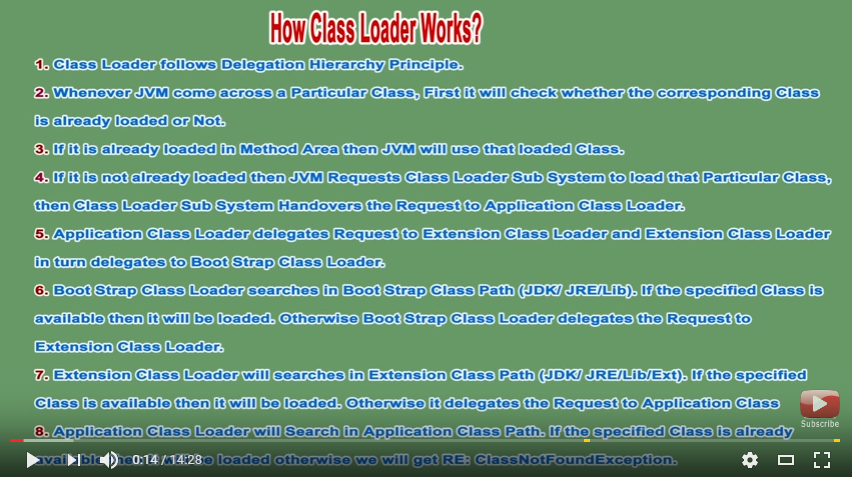 How Class Loader Works?
1. Class Loader follows Delegation Hierarchy Principle.
2. Whenever JVM come across a Particular Class, First it will check whether the corresponding Class
is already loaded or Not.
3. If it is already loaded in Method Area then JVM will use that loaded Class.
4. If it is not already loaded then JVM Requests Class Loader Sub System to load that Particular Class,
then Class Loader Sub System Handovers the Request to Application Class Loader.
5. Application Class Loader delegates Request to Extension Class Loader and Extension Class Loader
in turn delegates to Boot Strap Class Loader.
6. Boot Strap Class Loader searches in Boot Strap Class Path (JDK/ JRE/Lib). If the specified Class is
available then it will be loaded. Otherwise Boot Strap Class Loader delegates the Request to
Extension Class Loader.
7. Extension Class Loader will searches in Extension Class Path (JDK/ JRE/Lib/Ext). If the specified
Class is available then it will be loaded. Otherwise it delegates the Request to Application Class
Subscribe
8. Application Class Loader will Search in Application Class Path. If the specified Class is already
loaded otherwise we will get RE: ClassNotFoundException.
0:14 / 14:28